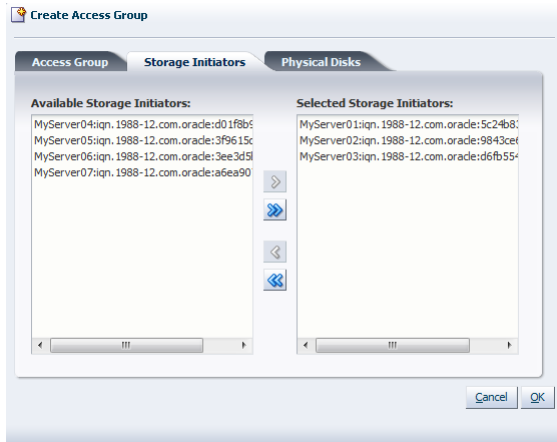 Create Access Group
Access Group
Storage Initiators
Physical Disks
Available Storage Initiators:
MyServer04:iqn.1988-12.com.oracle:d01f8b9
MyServer05:iqn.1988-12.com.oracle:3f9615c
MyServer06:iqn.1988-12.com.oracle:3ee3d5
MyServer07:iqn.1988-12.com.oracle:a6ea90
Selected Storage Initiators:
MyServer01:iqn.1988-12.com.oracle:5c24b8
MyServer02:iqn.1988-12.com.oracle:9843ce
MyServer03:iqn.1988-12.com.oracle:d6fb554
Cancel
OK